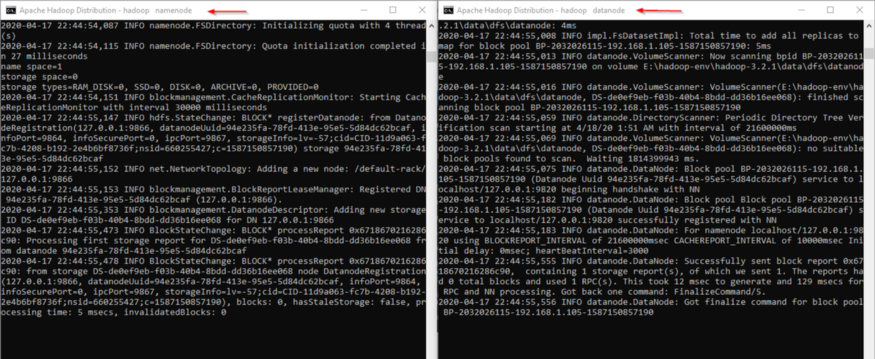 Apache Hadoop Distribution - hadoop   namenode
2020-04-17 22:44:54,087 INFO namenode.FSDirectory: Initializing quota with 4 thread
(s)
2020-04-17 22:44:54,115 INFO namenode.FSDirectory: Quota initialization completed i
n 27 milliseconds
name space=1
storage space=0
storage types=RAM_DISK=0, SSD=0, DISK=0, ARCHIVE=0, PROVIDED=0
2020-04-17 22:44:54,151 INFO blockmanagement.CacheReplicationMonitor: Starting Cach
eReplicationMonitor with interval 30000 milliseconds
2020-04-17 22:44:55,147 INFO hdfs.StateChange: BLOCK* registerDatanode: from Datano
deRegistration(127.0.0.1:9866, datanodeUuid=94e235fa-78fd-413e-95e5-5d84dc62bcaf, i
nfoPort=9864, infoSecurePort=0, ipcPort=9867, storageInfo=lv=-57;cid=CID-11d9a063-f
c7b-4208-b192-2e4b6bf8736f;nsid=660255427;c=1587150857190) storage 94e235fa-78fd-41
3e-95e5-5d84dc62bcaf
2020-04-17 22:44:55,152 INFO net.NetworkTopology: Adding a new node: /default-rack/
127.0.0.1:9866
2020-04-17 22:44:55,153 INFO blockmanagement.BlockReportLeaseManager: Registered DN
 94e235fa-78fd-413e-95e5-5d84dc62bcaf (127.0.0.1:9866).
2020-04-17 22:44:55,353 INFO blockmanagement.DatanodeDescriptor: Adding new storage
 ID DS-de0ef9eb-f03b-40b4-8bdd-dd36b16ee068 for DN 127.0.0.1:9866
2020-04-17 22:44:55,473 INFO BlockStateChange: BLOCK* processReport 0x6718670216286
c90: Processing first storage report for DS-de0ef9eb-f03b-40b4-8bdd-dd36b16ee068 fr
om datanode 94e235fa-78fd-413e-95e5-5d84dc62bcaf
2020-04-17 22:44:55,478 INFO BlockStateChange: BLOCK* processReport 0x6718670216286
c90: from storage DS-de0ef9eb-f03b-40b4-8bdd-dd36b16ee068 node DatanodeRegistration
(127.0.0.1:9866, datanodeUuid=94e235fa-78fd-413e-95e5-5d84dc62bcaf, infoPort=9864,
infoSecurePort=0, ipcPort=9867, storageInfo=lv=-57;cid=CID-11d9a063-fc7b-4208-b192-
2e4b6bf8736f;nsid=660255427;c=1587150857190), blocks: 0, hasStaleStorage: false, pr
ocessing time: 5 msecs, invalidatedBlocks: 0
Apache Hadoop Distribution - hadoop   datanode
.2.1\data\dfs\datanode: 4ms
2020-04-17 22:44:55,008 INFO impl.FsDatasetImpl: Total time to add all replicas to
map for block pool BP-2032026115-192.168.1.105-1587150857190: 5ms
2020-04-17 22:44:55,013 INFO datanode.VolumeScanner: Now scanning bpid BP-203202611
5-192.168.1.105-1587150857190 on volume E:\hadoop-env\hadoop-3.2.1\data\dfs\datanod
e
2020-04-17 22:44:55,016 INFO datanode.VolumeScanner: VolumeScanner(E:\hadoop-env\ha
doop-3.2.1\data\dfs\datanode, DS-de0ef9eb-f03b-40b4-8bdd-dd36b16ee068): finished sc
anning block pool BP-2032026115-192.168.1.105-1587150857190
2020-04-17 22:44:55,059 INFO datanode.DirectoryScanner: Periodic Directory Tree Ver
ification scan starting at 4/18/20 1:51 AM with interval of 21600000ms
2020-04-17 22:44:55,059 INFO datanode.VolumeScanner: VolumeScanner(E:\hadoop-env\ha
doop-3.2.1\data\dfs\datanode, DS-de0ef9eb-f03b-40b4-8bdd-dd36b16ee068): no suitable
 block pools found to scan.  Waiting 1814399943 ms.
2020-04-17 22:44:55,075 INFO datanode.DataNode: Block pool BP-2032026115-192.168.1.
105-1587150857190 (Datanode Uuid 94e235fa-78fd-413e-95e5-5d84dc62bcaf) service to l
ocalhost/127.0.0.1:9820 beginning handshake with NN
2020-04-17 22:44:55,182 INFO datanode.DataNode: Block pool Block pool BP-2032026115
-192.168.1.105-1587150857190 (Datanode Uuid 94e235fa-78fd-413e-95e5-5d84dc62bcaf) s
ervice to localhost/127.0.0.1:9820 successfully registered with NN
2020-04-17 22:44:55,183 INFO datanode.DataNode: For namenode localhost/127.0.0.1:98
20 using BLOCKREPORT_INTERVAL of 21600000msec CACHEREPORT_INTERVAL of 10000msec Ini
tial delay: 0msec; heartBeatInterval=3000
2020-04-17 22:44:55,555 INFO datanode.DataNode: Successfully sent block report 0x67
18670216286c90,  containing 1 storage report(s), of which we sent 1. The reports ha
d 0 total blocks and used 1 RPC(s). This took 12 msec to generate and 129 msecs for
 RPC and NN processing. Got back one command: FinalizeCommand/5.
2020-04-17 22:44:55,556 INFO datanode.DataNode: Got finalize command for block pool
 BP-2032026115-192.168.1.105-1587150857190